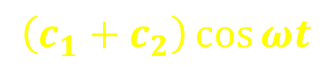 (c₁ + c₂) cos ωt